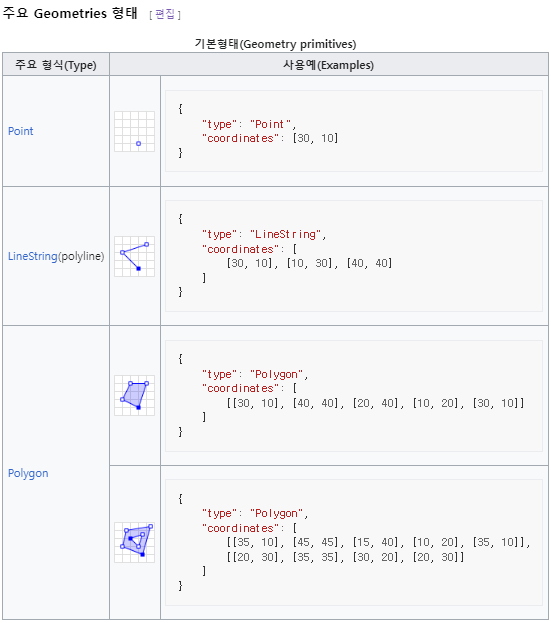 주요 Geometries 형태 [ 편집 ]
기본형태(Geometry primitives)
주요 형식(Type) 사용예(Examples)
Point
{
    "type": "Point",
    "coordinates": [30, 10]
}
LineString(polyline)
{
    "type": "LineString",
    "coordinates": [
        [30, 10], [10, 30], [40, 40]
    ]
}
Polygon
{
    "type": "Polygon",
    "coordinates": [
        [[30, 10], [40, 40], [20, 40], [10, 20], [30, 10]]
    ]
}
{
    "type": "Polygon",
    "coordinates": [
        [[35, 10], [45, 45], [15, 40], [10, 20], [35, 10]],
        [[20, 30], [35, 35], [30, 20], [20, 30]]
    ]
}